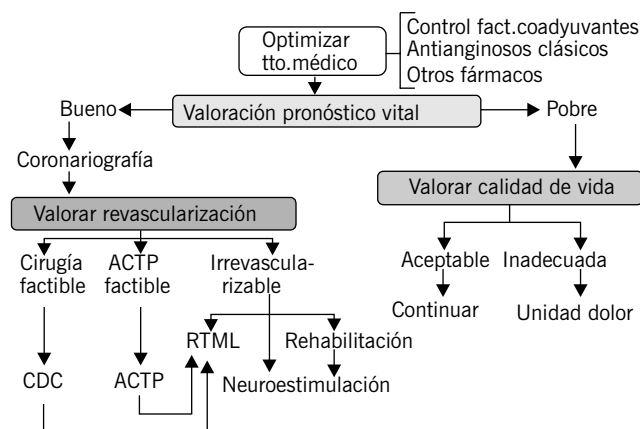 Optimizar
tto.médico
Control fact.coadyuvantes
Antianginosos clásicos
Otros fármacos
Bueno
Valoración pronóstico vital
Pobre
Coronariografía
Valorar revascularización
Valorar calidad de vida
Cirugía
factible
ACTP
factible
Irrevascula-
rizable
Aceptable
Inadecuada
Continuar
Unidad dolor
RTML
Rehabilitación
CDC
ACTP
Neuroestimulación